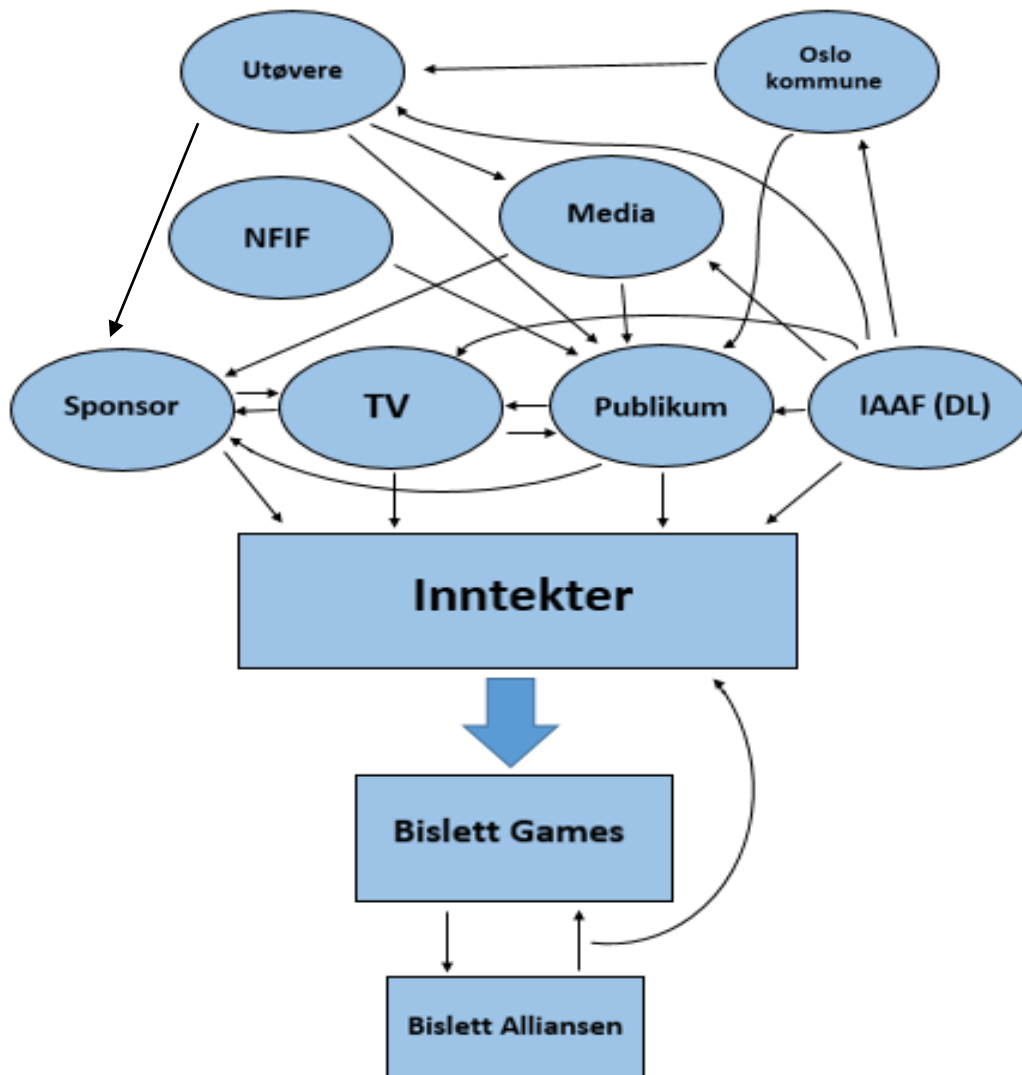 Utøvere
Oslo
kommune
NFIF
Media
Sponsor
TV
Publikum
IAAF (DL)
Inntekter
Bislett Games
Bislett Alliansen